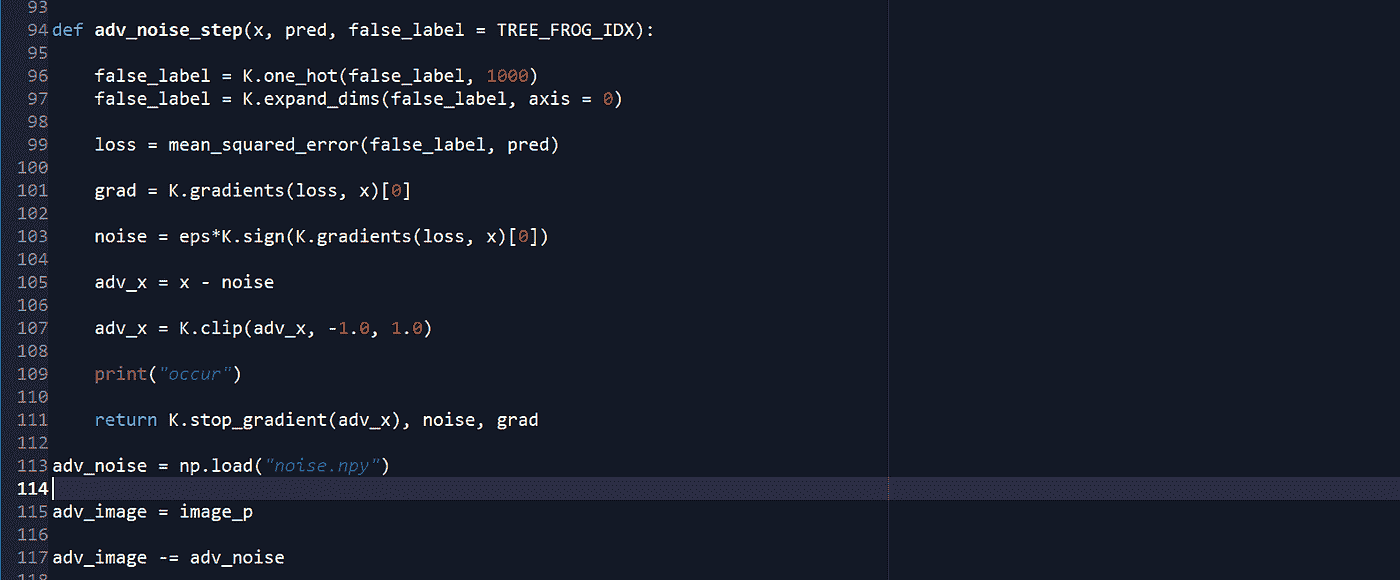 93
94 def adv_noise_step(x, pred, false_label = TREE_FROG_IDX):
95
96     false_label = K.one_hot(false_label, 1000)
97     false_label = K.expand_dims(false_label, axis = 0)
98
99     loss = mean_squared_error(false_label, pred)
100
101     grad = K.gradients(loss, x)[0]
102
103     noise = eps*K.sign(K.gradients(loss, x)[0])
104
105     adv_x = x - noise
106
107     adv_x = K.clip(adv_x, -1.0, 1.0)
108
109     print("occur")
110
111     return K.stop_gradient(adv_x), noise, grad
112
113 adv_noise = np.load("noise.npy")
114
115 adv_image = image_p
116
117 adv_image -= adv_noise
118